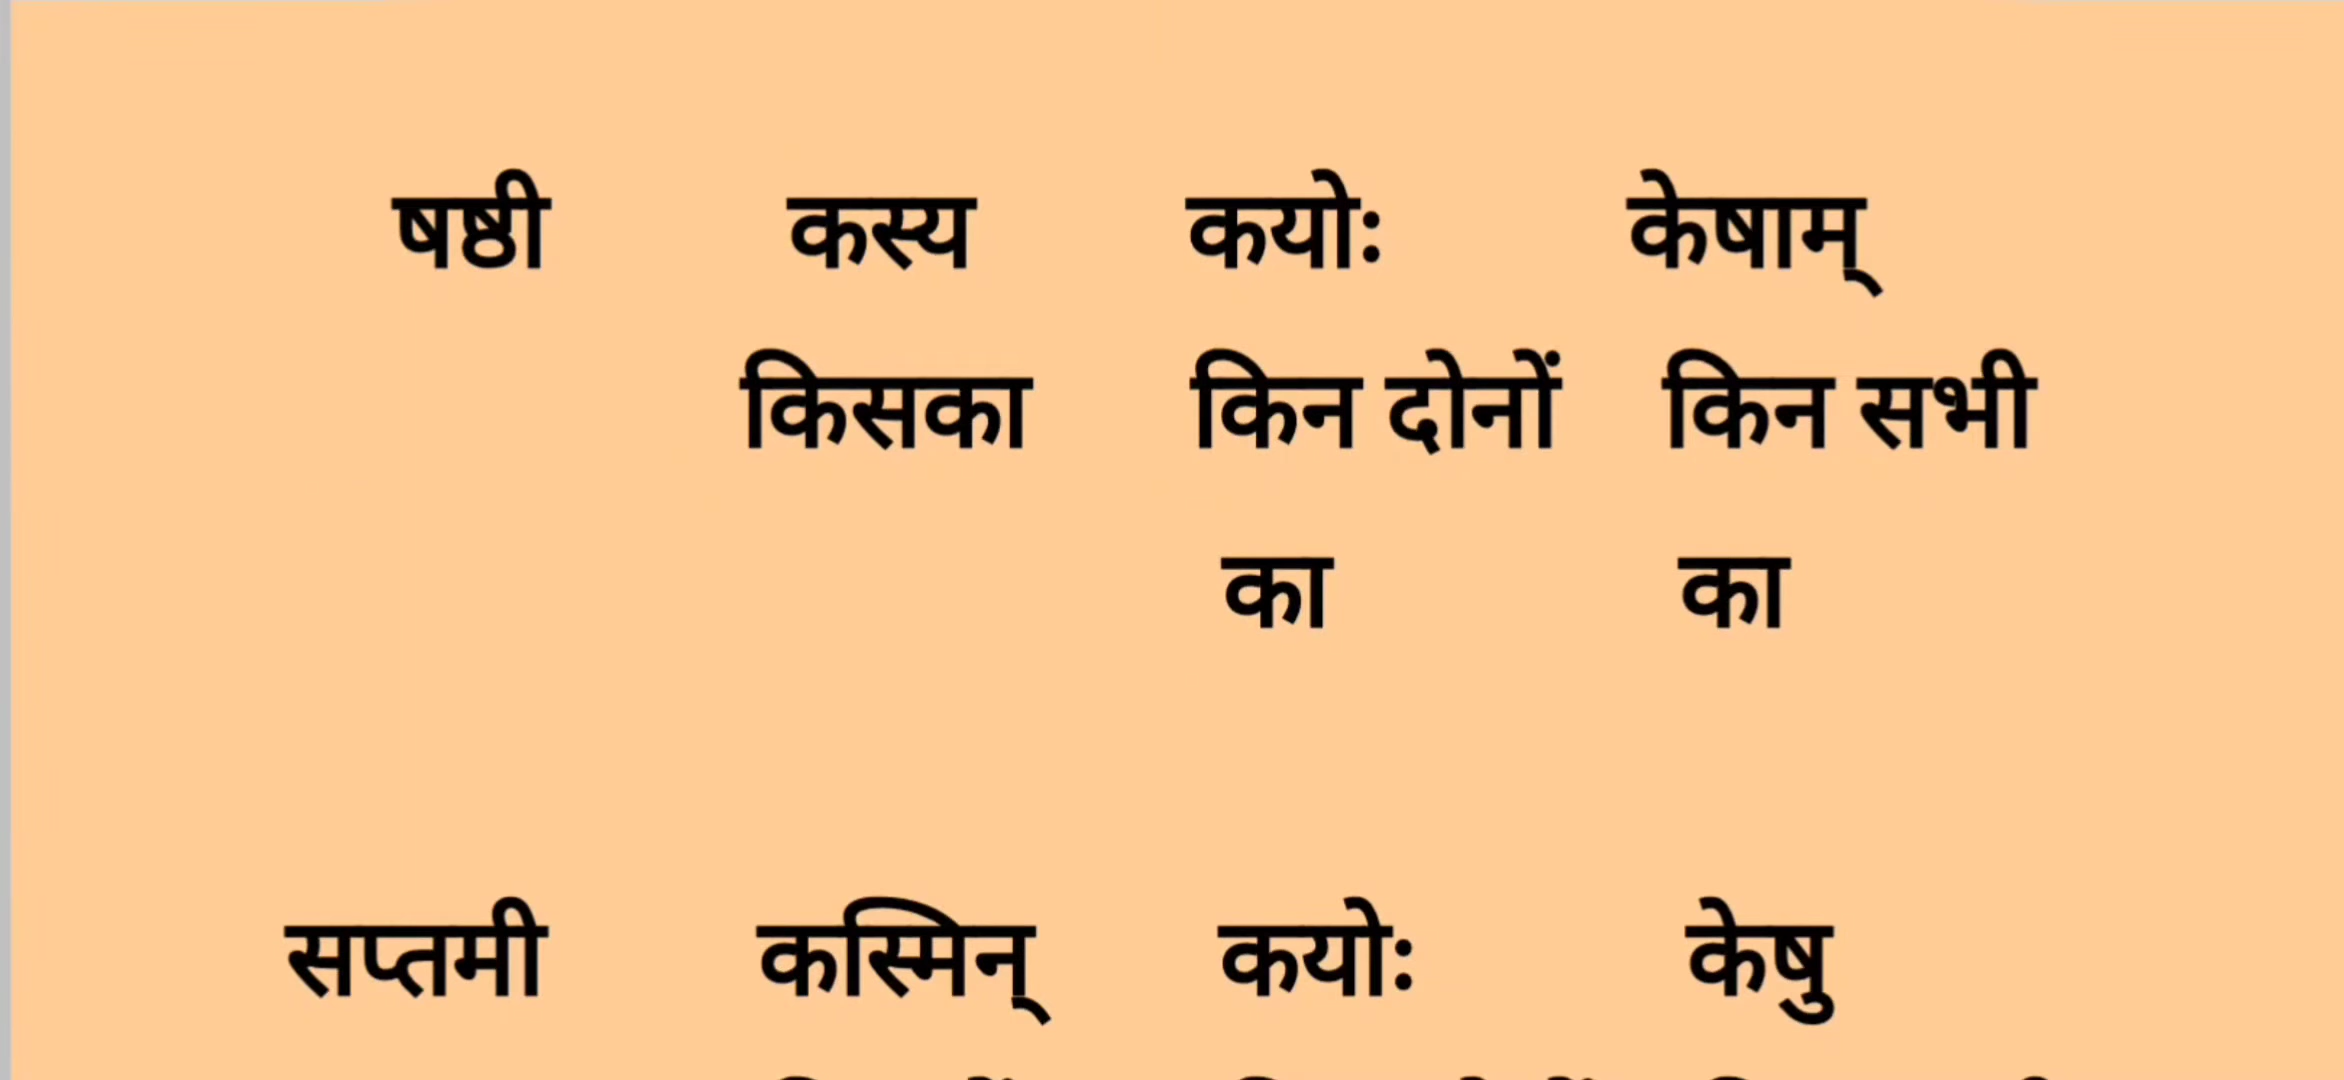 षष्ठी कस्य कयोः केषाम्
किसका किन दोनों किन सभी
का का
सप्तमी कस्मिन् कयोः केषु